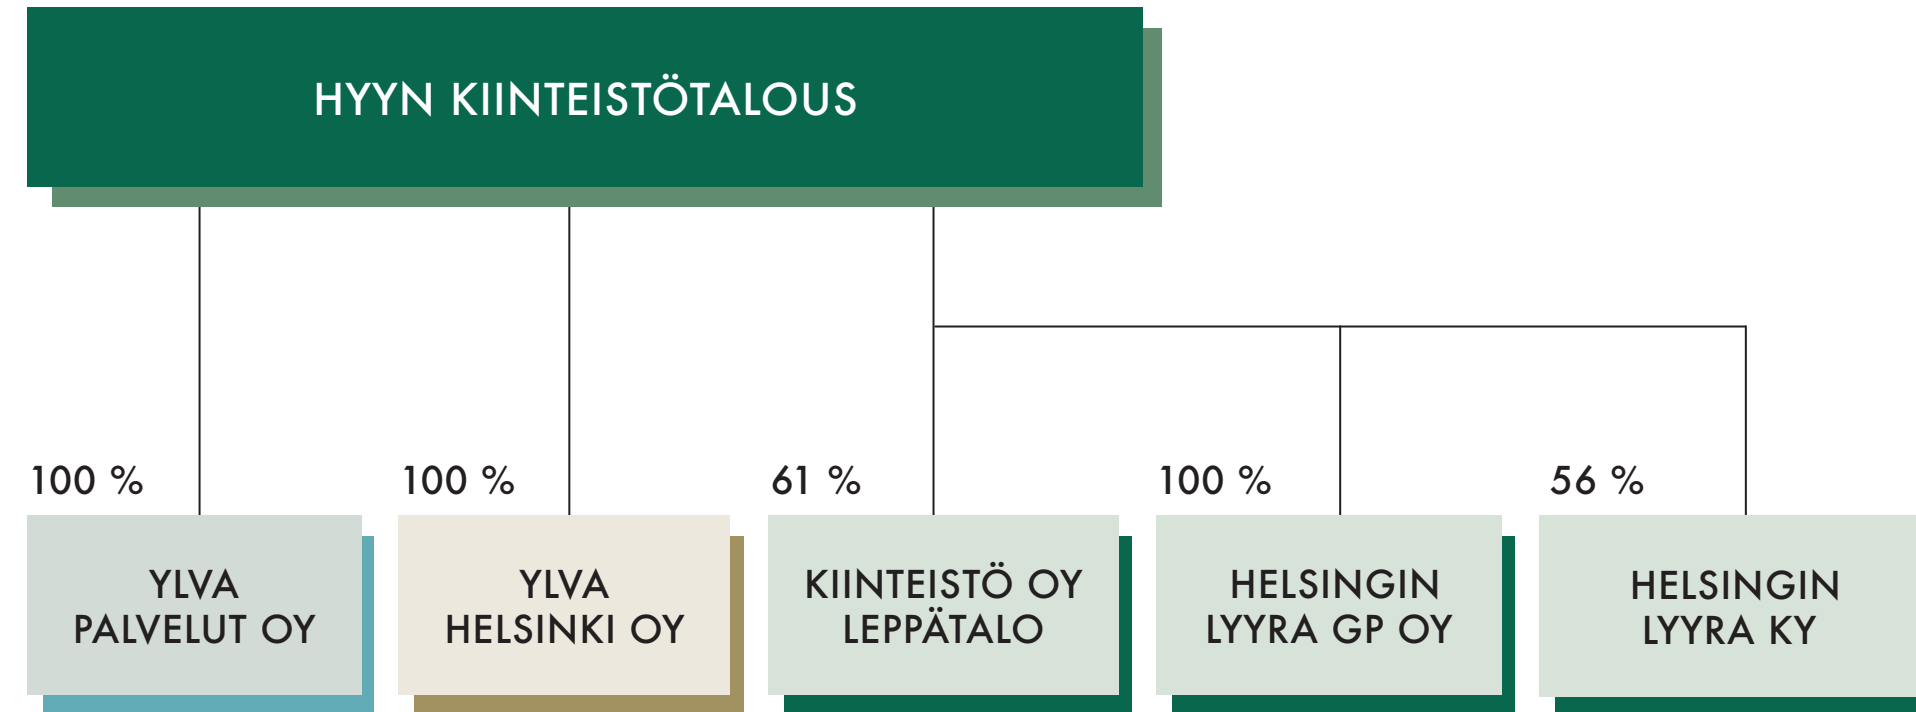 HYYN KIINTEISTÖTALOUS
100 %
100 %
61 %
100 %
56 %
YLVA
PALVELUT OY
YLVA
HELSINKI OY
KIINTEISTÖ OY
LEPPÄTALO
HELSINGIN
LYYRA GP OY
HELSINGIN
LYYRA KY